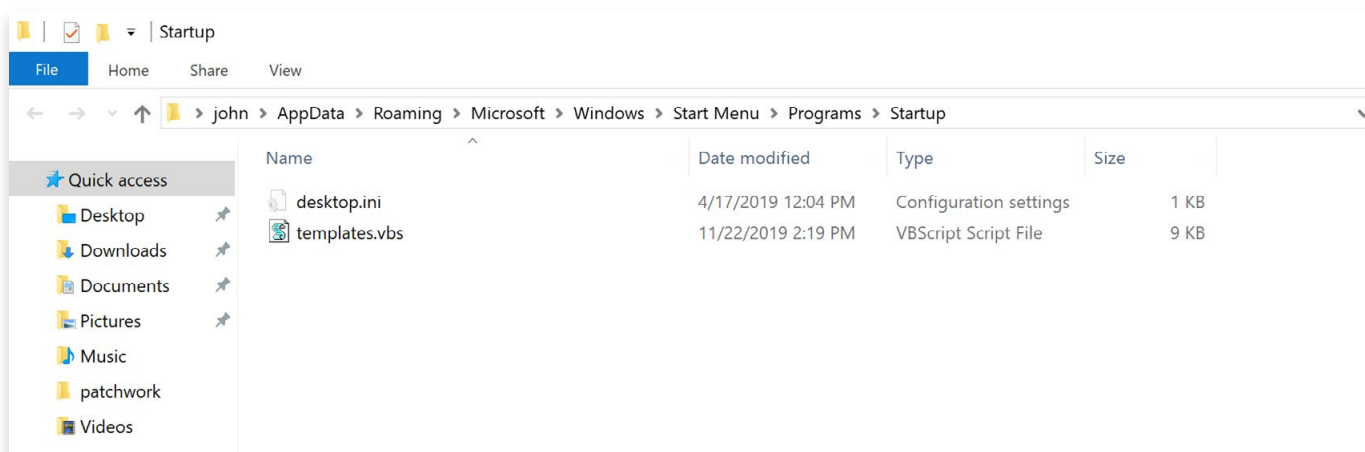 Startup
File Home Share View
john > AppData > Roaming > Microsoft > Windows > Start Menu > Programs > Startup
Name Date modified Type Size
Quick access
desktop.ini 4/17/2019 12:04 PM Configuration settings 1 KB
Desktop
templates.vbs 11/22/2019 2:19 PM VBScript Script File 9 KB
Downloads
Documents
Pictures
Music
patchwork
Videos